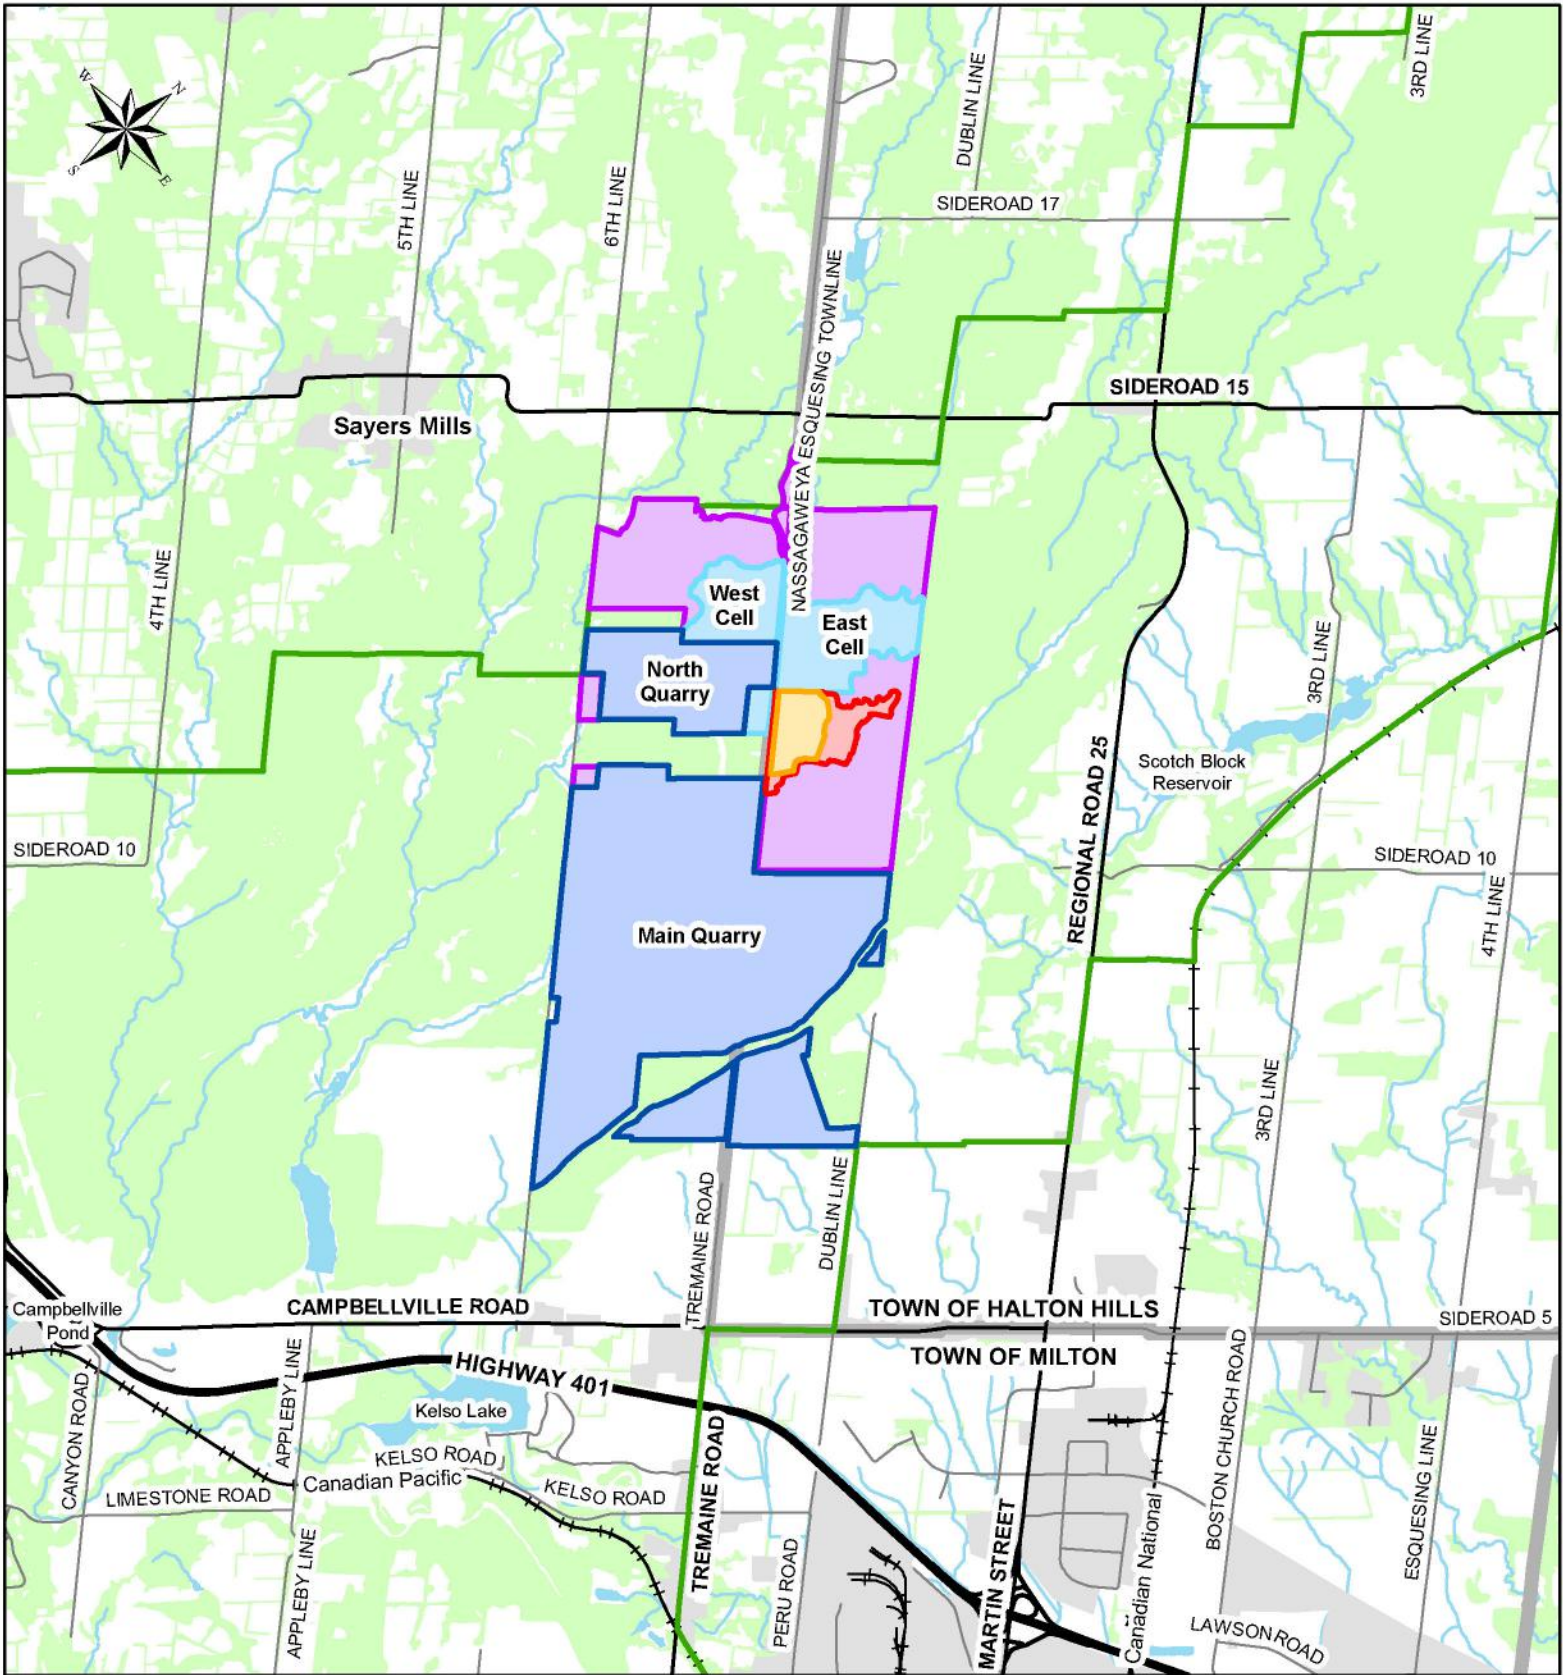 3RD LINE
DUBLIN LINE
W
N
S
E
5TH LINE
6TH LINE
SIDEROAD 17
NASSAGAWEYA ESQUESING TOWNLINE
SIDEROAD 15
Sayers Mills
4TH LINE
West
Cell
East
Cell
North
Quarry
3RD LINE
REGIONAL ROAD 25
Scotch Block
Reservoir
SIDEROAD 10
SIDEROAD 10
4TH LINE
Main Quarry
3RD LINE
TREMAINE ROAD
DUBLIN LINE
Campbellville
Pond
CAMPBELLVILLE ROAD
TOWN OF HALTON HILLS
SIDEROAD 5
TOWN OF MILTON
HIGHWAY 401
CANYON ROAD
APPLEBY LINE
Kelso Lake
BOSTON CHURCH ROAD
KELSO ROAD
Canadian Pacific
LIMESTONE ROAD
KELSO ROAD
TREMAINE ROAD
ESQUESING LINE
APPLEBY LINE
PERU ROAD
MARTIN STREET
Canadian National
LAWSON ROAD